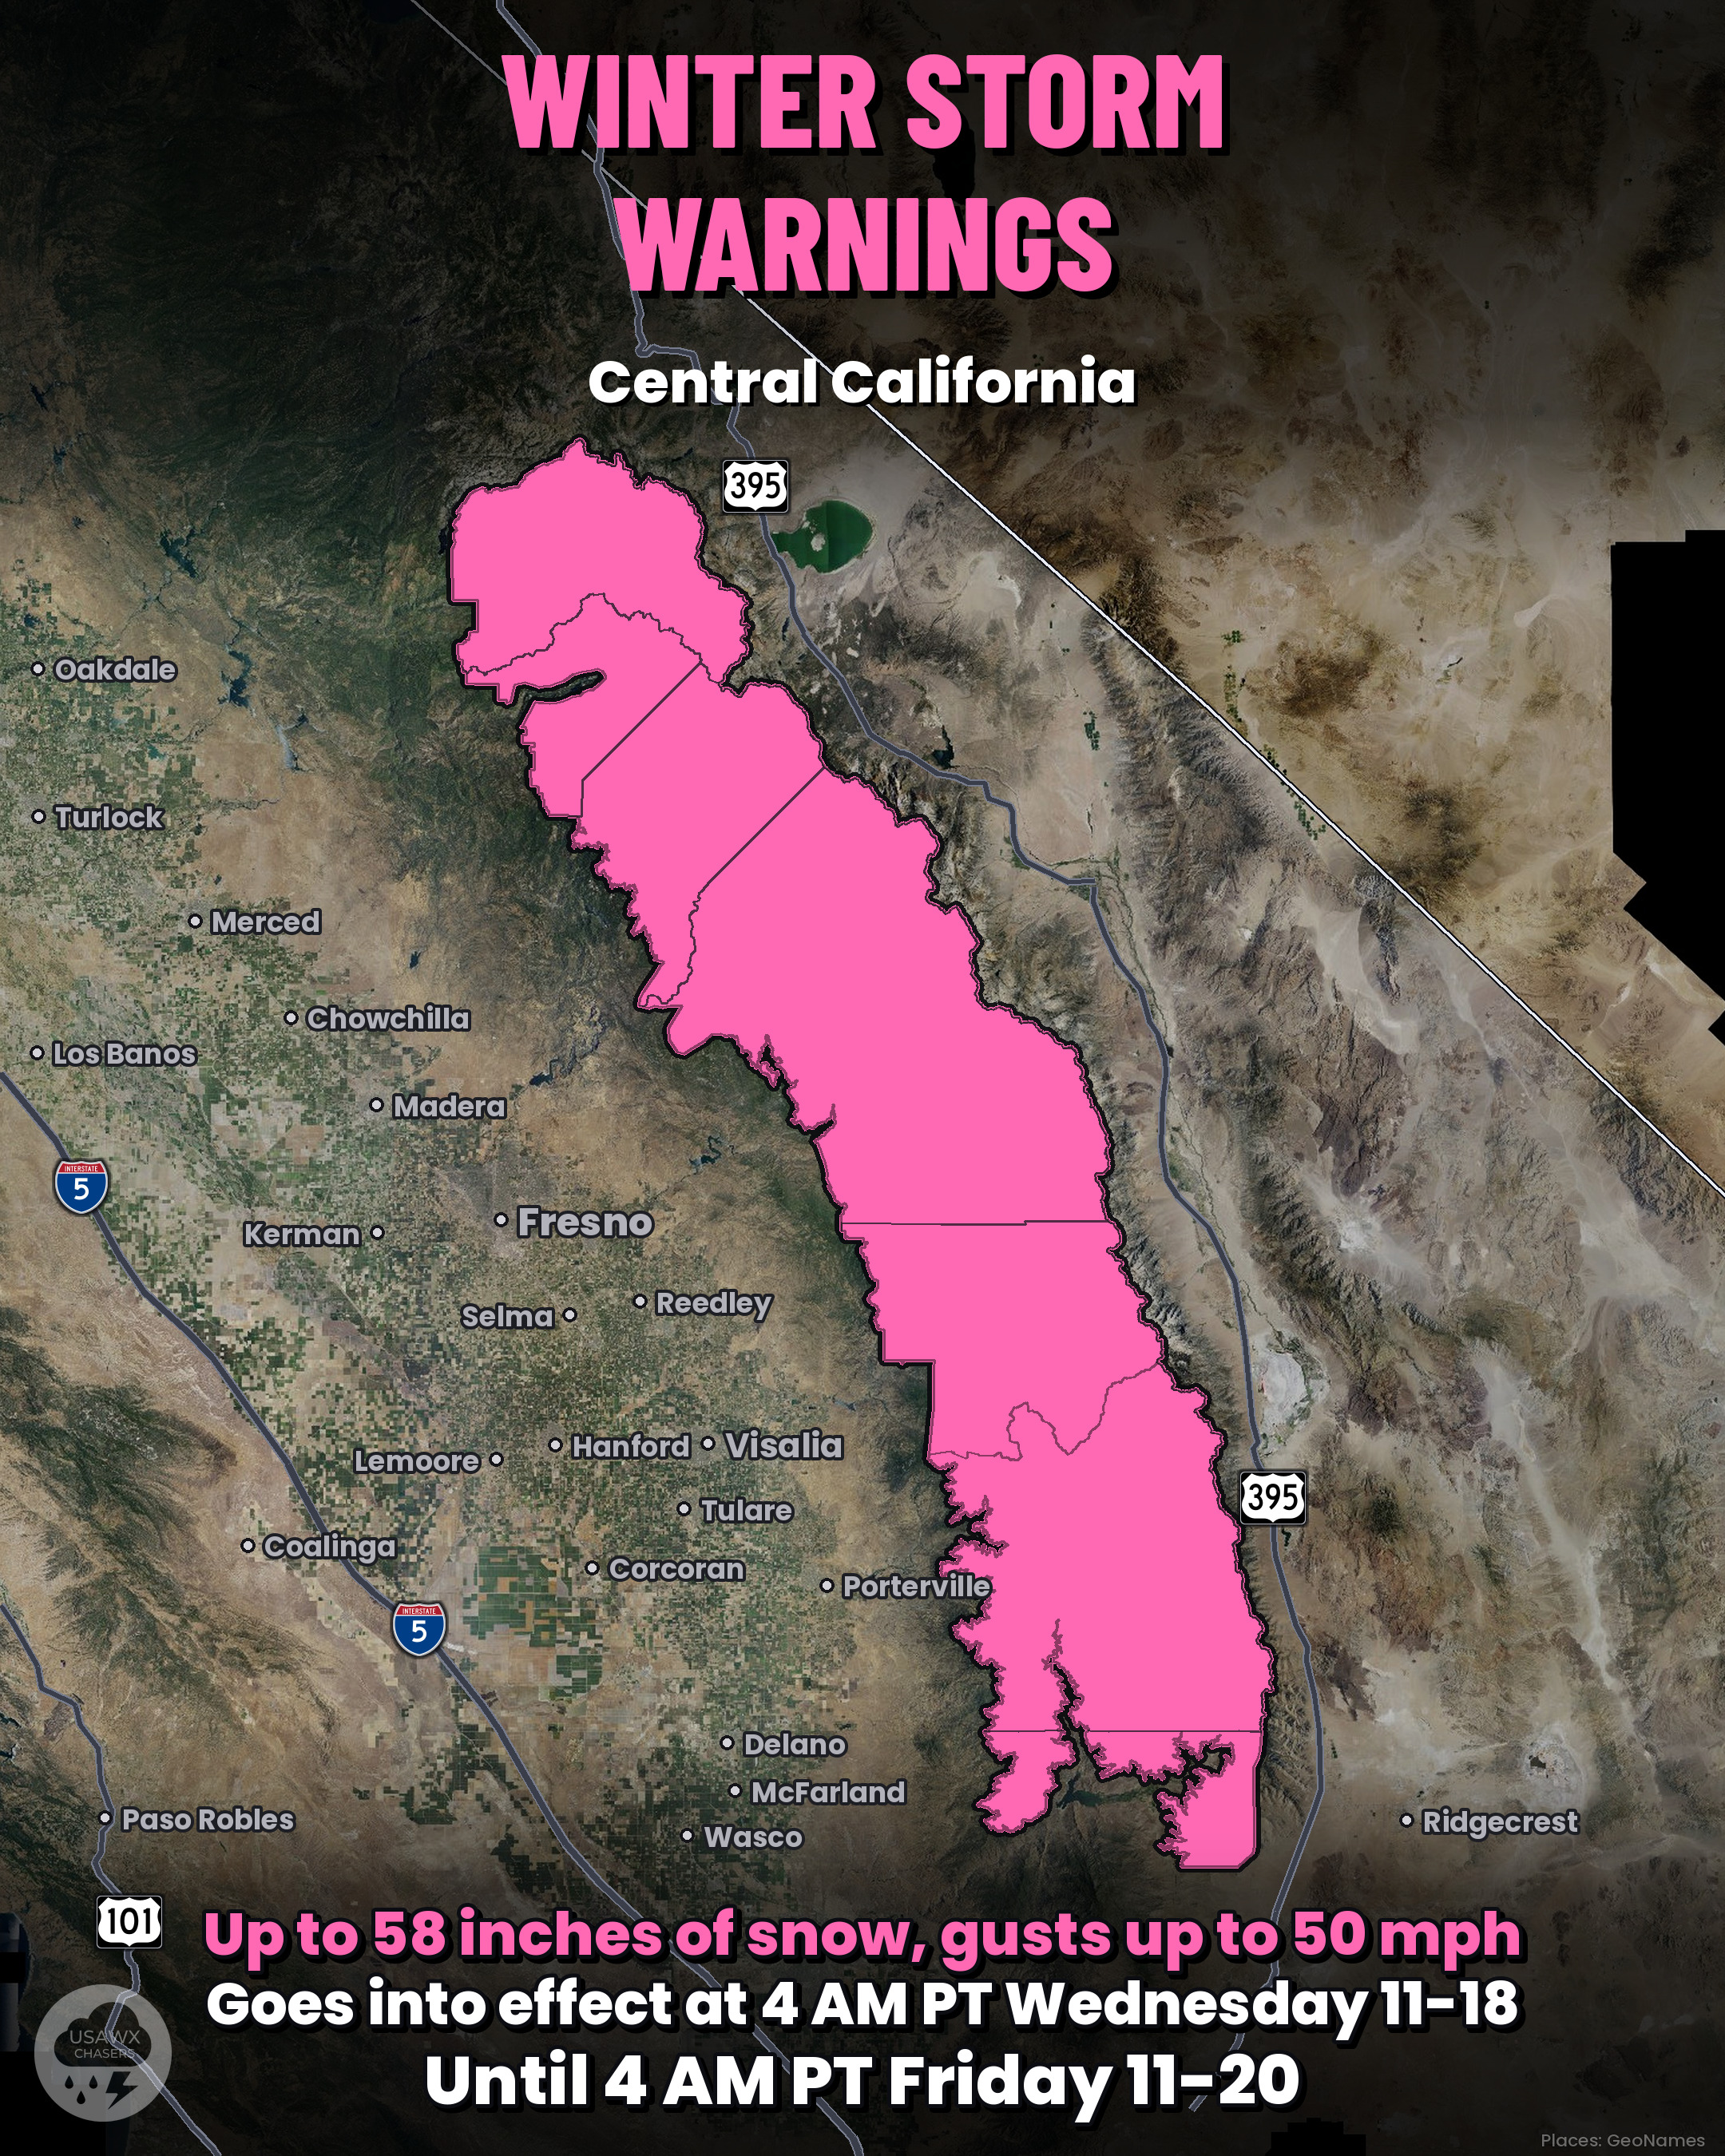 WINTER STORM
WARNINGS
Central California
395
Oakdale
Turlock
Merced
Chowchilla
Los Banos
Madera
INTERSTATE
5
Fresno
Kerman
Reedley
Selma
Hanford
Visalia
Lemoore
395
Tulare
Coalinga
Corcoran
Porterville
INTERSTATE
5
Delano
McFarland
Paso Robles
Wasco
Ridgecrest
101
Up to 58 inches of snow, gusts up to 50 mph
Goes into effect at 4 AM PT Wednesday 11-18
Until 4 AM PT Friday 11-20
USAWX
CHASERS
Places: GeoNames